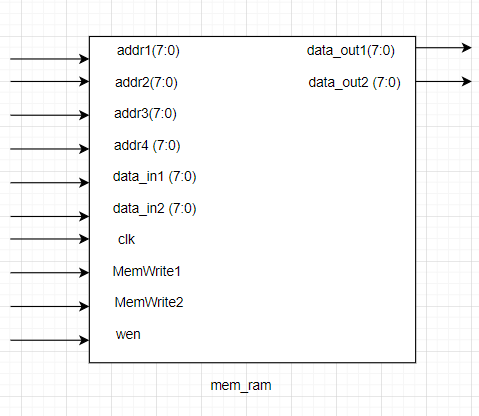 addr1(7:0)
data_out1(7:0)
addr2(7:0)
data_out2 (7:0)
addr3(7:0)
addr4 (7:0)
data_in1 (7:0)
data_in2 (7:0)
clk
MemWrite1
MemWrite2
wen
mem_ram